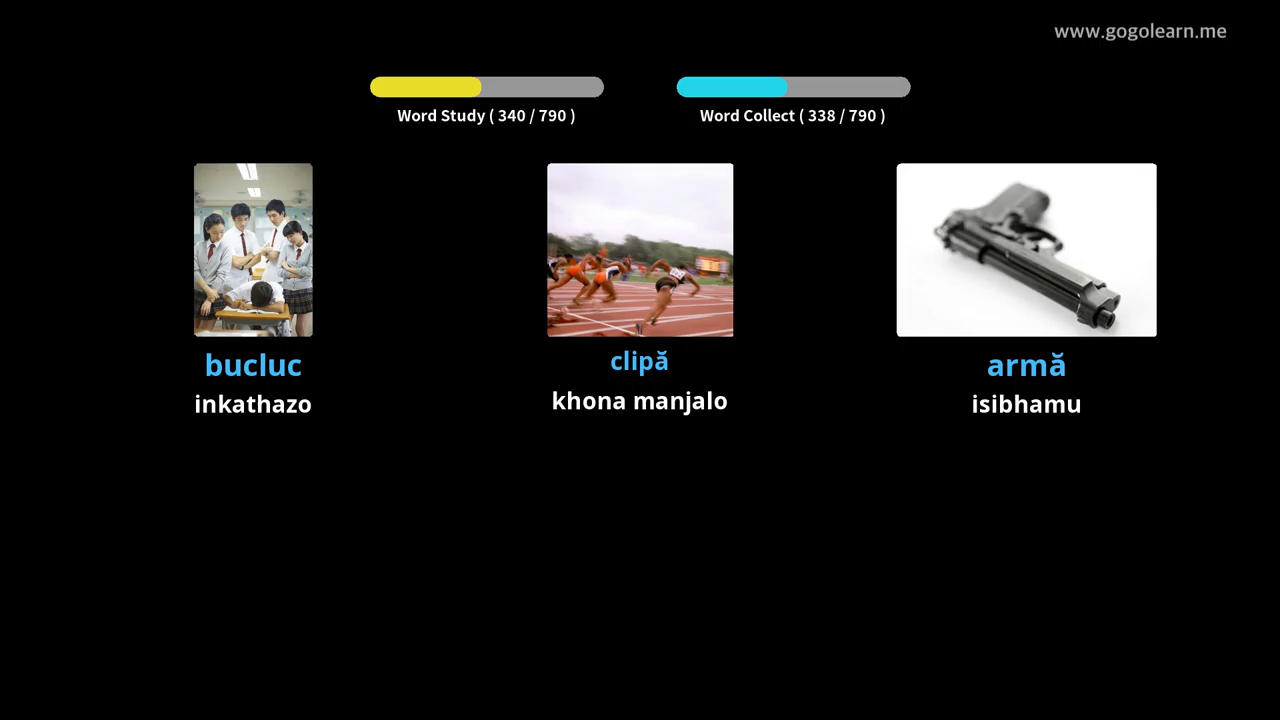 www.gogolearn.me
Word Study ( 340 / 790 )
Word Collect ( 338 / 790 )
bucluc
inkathazo
clipă
khona manjalo
armă
isibhamu